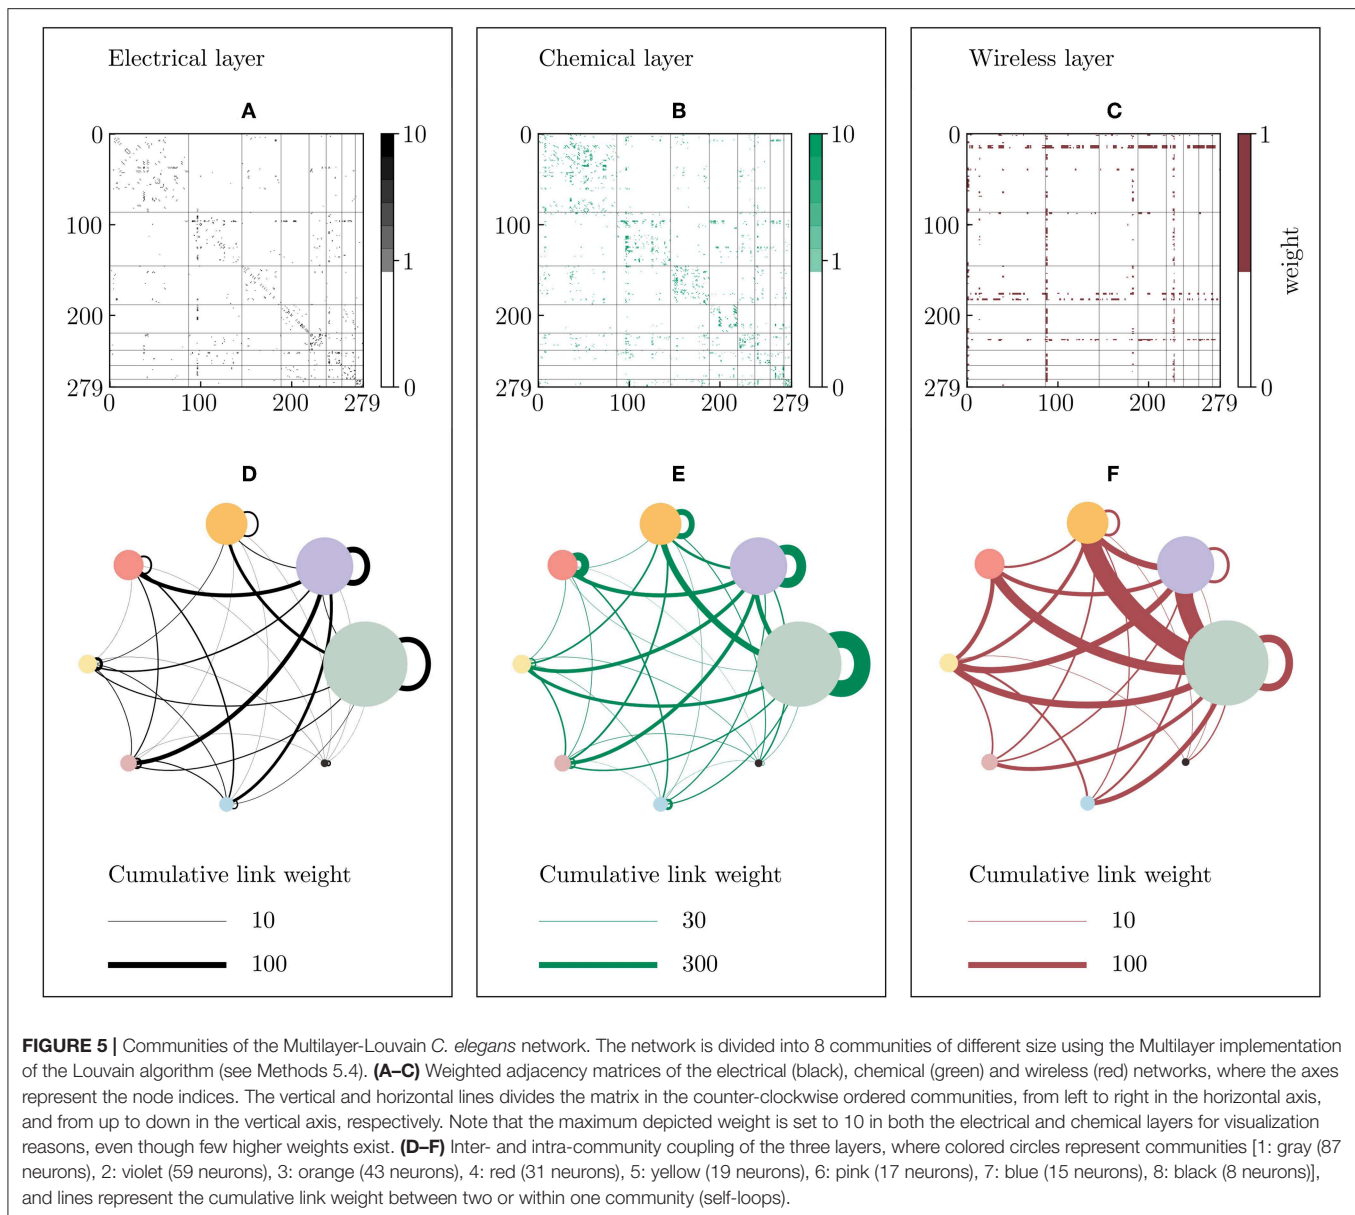 Electrical layer
A
0
100
200
279
0
100
200
279
10
1
0
Chemical layer
B
0
100
200
279
0
100
200
279
10
1
0
Wireless layer
C
0
100
200
279
0
100
200
279
1
0
weight
D
E
F
Cumulative link weight
10
100
Cumulative link weight
30
300
Cumulative link weight
10
100
FIGURE 5 | Communities of the Multilayer-Louvain C. elegans network. The network is divided into 8 communities of different size using the Multilayer implementation
of the Louvain algorithm (see Methods 5.4). (A–C) Weighted adjacency matrices of the electrical (black), chemical (green) and wireless (red) networks, where the axes
represent the node indices. The vertical and horizontal lines divides the matrix in the counter-clockwise ordered communities, from left to right in the horizontal axis,
and from up to down in the vertical axis, respectively. Note that the maximum depicted weight is set to 10 in both the electrical and chemical layers for visualization
reasons, even though few higher weights exist. (D–F) Inter- and intra-community coupling of the three layers, where colored circles represent communities [1: gray (87
neurons), 2: violet (59 neurons), 3: orange (43 neurons), 4: red (31 neurons), 5: yellow (19 neurons), 6: pink (17 neurons), 7: blue (15 neurons), 8: black (8 neurons)],
and lines represent the cumulative link weight between two or within one community (self-loops).